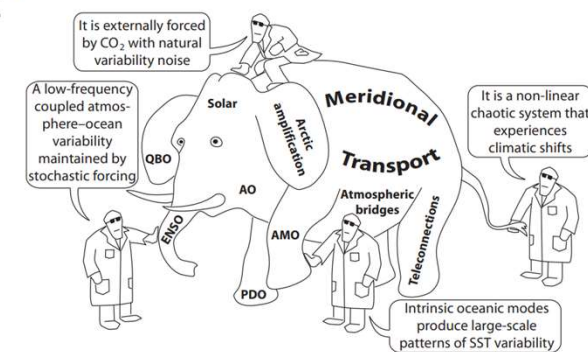 It is externally forced
by CO₂ with natural
variability noise
A low-frequency
coupled atmos-
phere–ocean
variability
maintained by
stochastic forcing
It is a non-linear
chaotic system that
experiences
climatic shifts
Solar
Arctic
amplification
Meridional
Transport
QBO
AO
Atmospheric
bridges
ENSO
AMO
Teleconnections
PDO
Intrinsic oceanic modes
produce large-scale
patterns of SST variability